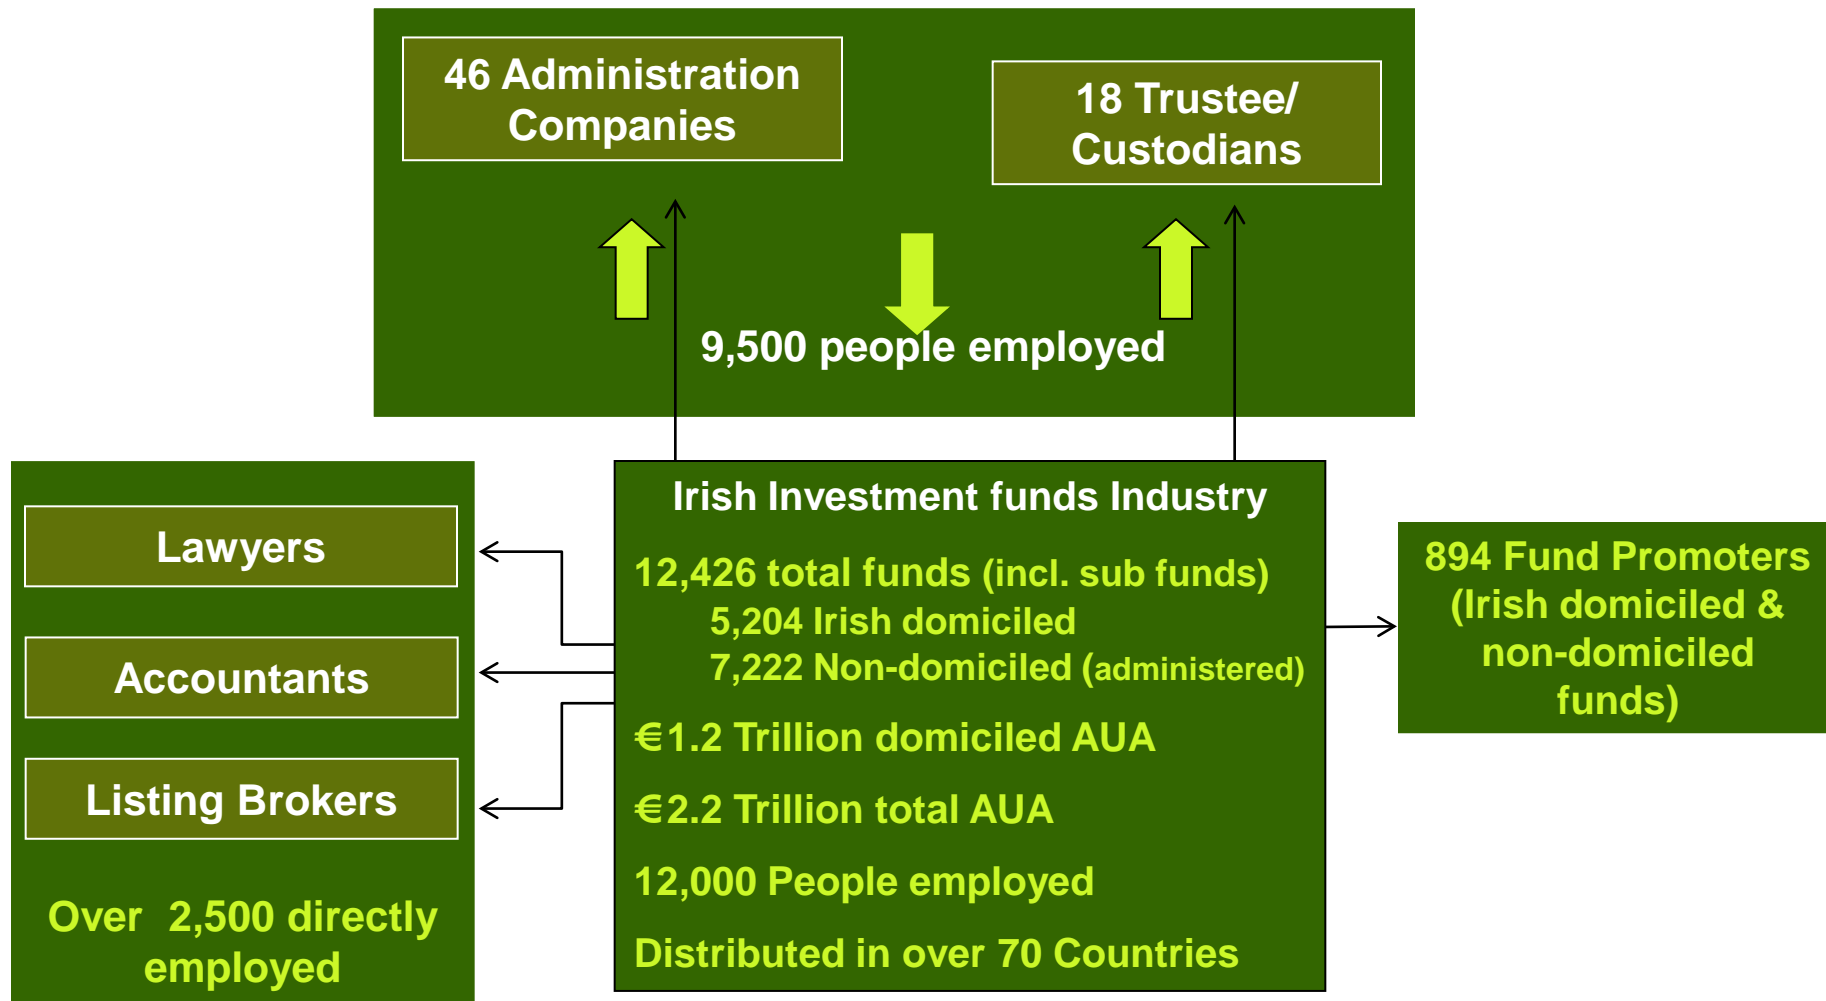 46 Administration
Companies
18 Trustee/
Custodians
9,500 people employed
Lawyers
Accountants
Listing Brokers
Over 2,500 directly
employed
Irish Investment funds Industry
12,426 total funds (incl. sub funds)
5,204 Irish domiciled
7,222 Non-domiciled (administered)
€1.2 Trillion domiciled AUA
€2.2 Trillion total AUA
12,000 People employed
Distributed in over 70 Countries
894 Fund Promoters
(Irish domiciled &
non-domiciled
funds)